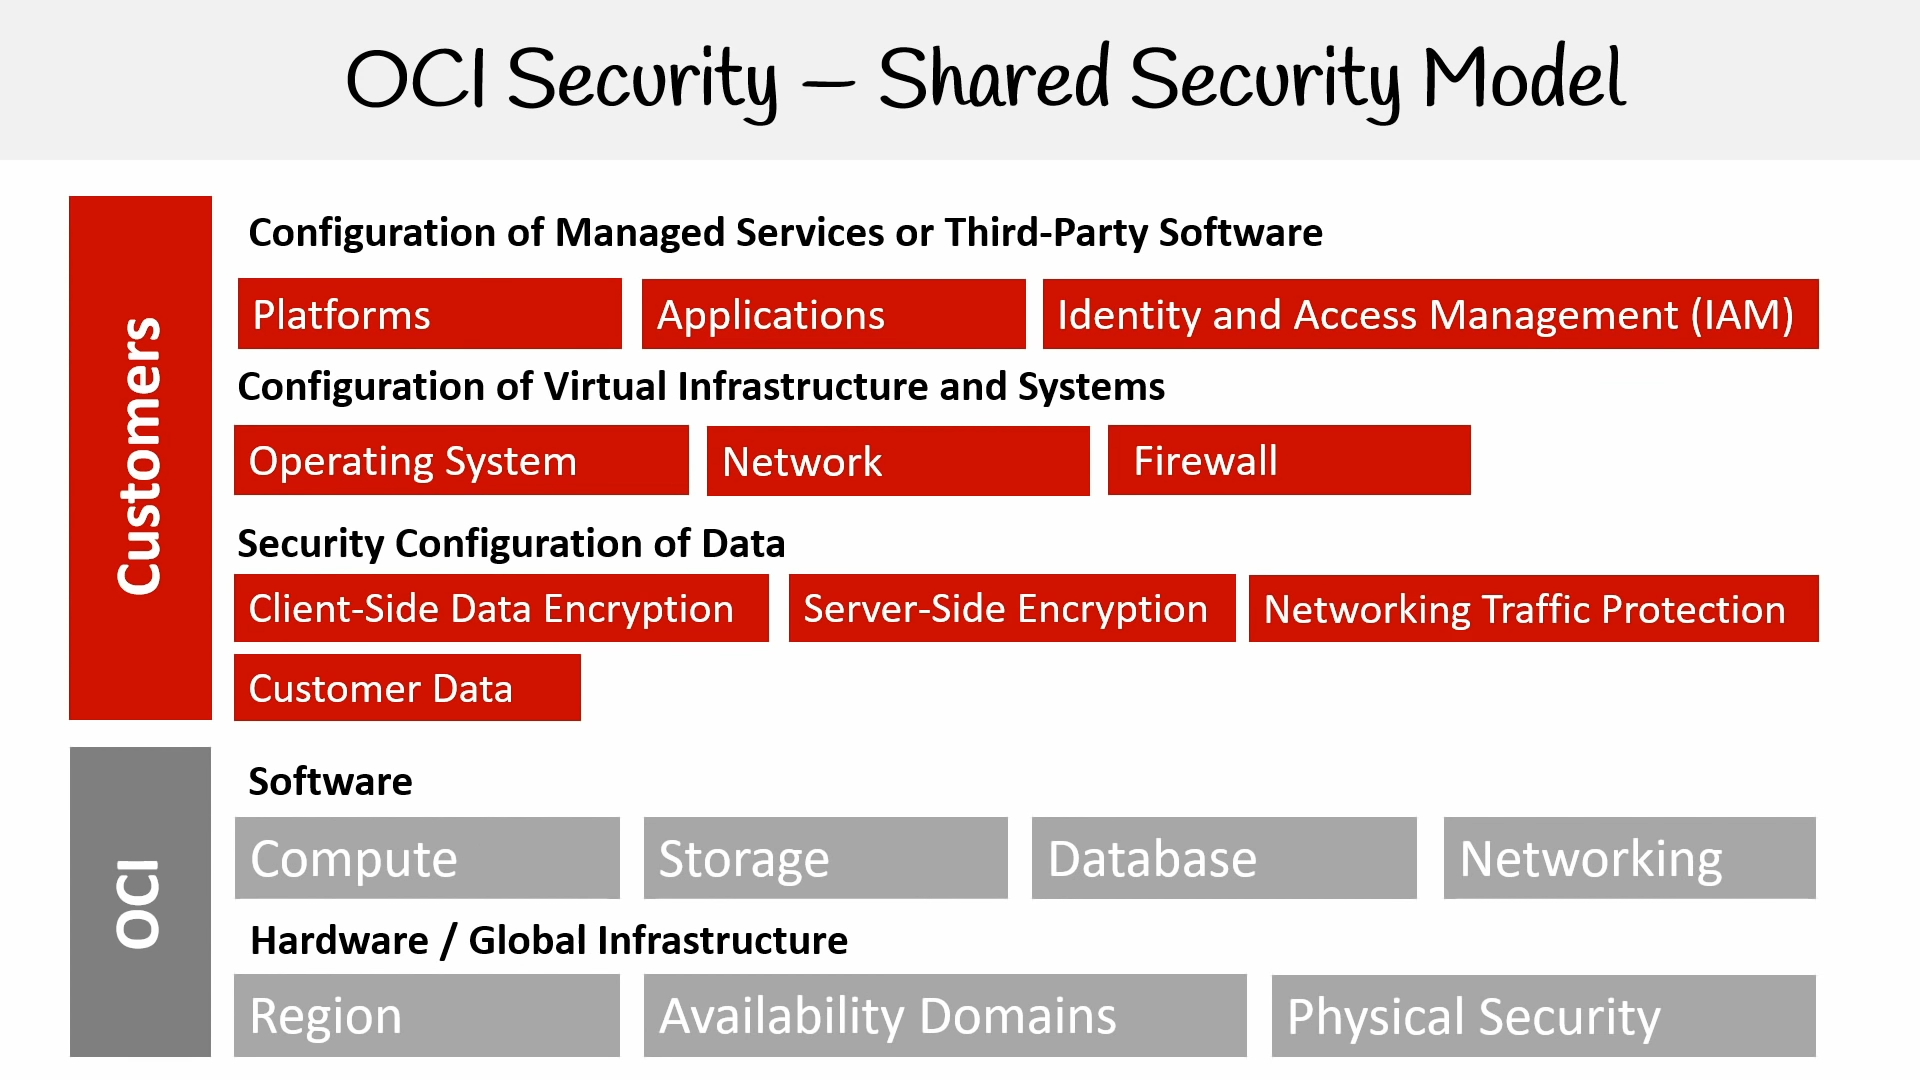 OCI Security – Shared Security Model
Customers
Configuration of Managed Services or Third-Party Software
Platforms
Applications
Identity and Access Management (IAM)
Configuration of Virtual Infrastructure and Systems
Operating System
Network
Firewall
Security Configuration of Data
Client-Side Data Encryption
Server-Side Encryption
Networking Traffic Protection
Customer Data
OCI
Software
Compute
Storage
Database
Networking
Hardware / Global Infrastructure
Region
Availability Domains
Physical Security